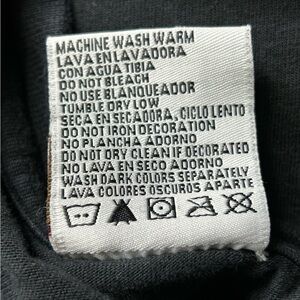 MACHINE WASH WARM
LAVA EN LAVADORA
CON AGUA TIBIA
DO NOT BLEACH
NO USE BLANQUEADOR
TUMBLE DRY LOW
SECA EN SECADORA, CICLO LENTO
DO NOT IRON DECORATION
NO PLANCHA ADORNO
DO NOT DRY CLEAN IF DECORATED
NO LAVA EN SECO ADORNO
WASH DARK COLORS SEPARATELY
LAVA COLORES OSCUROS APARTE